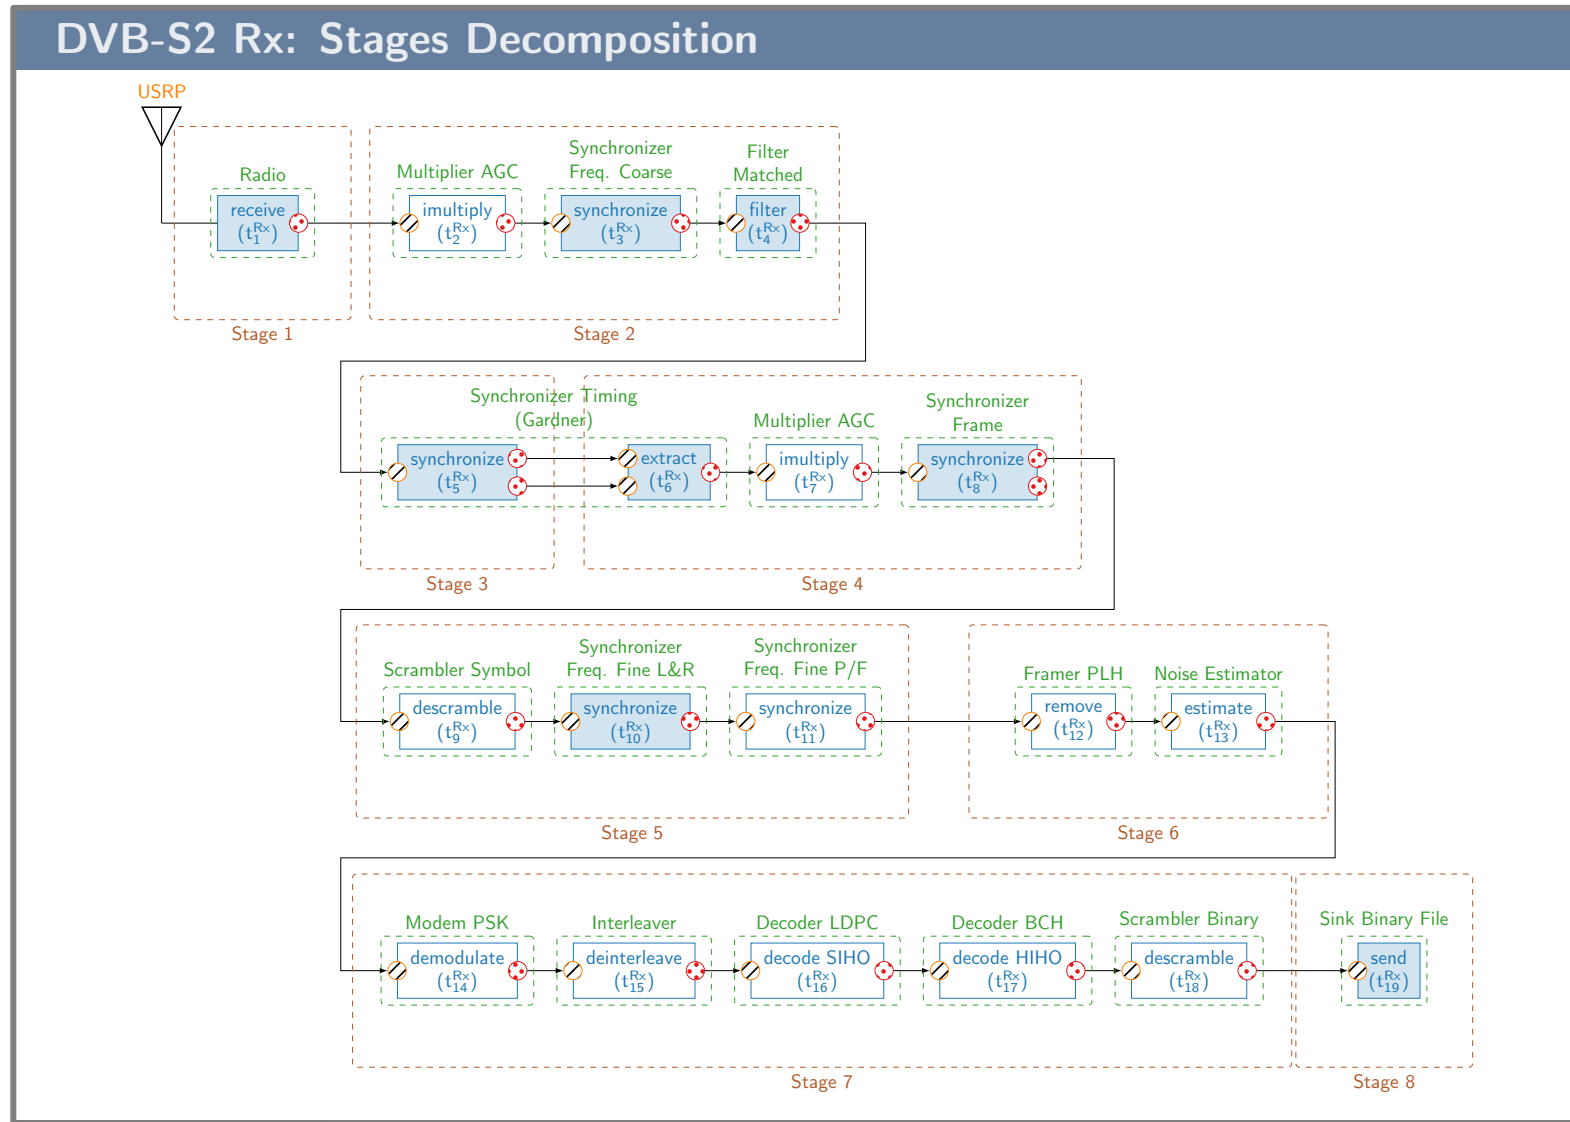 DVB-S2 Rx: Stages Decomposition
USRP
Radio
receive
(t₁ᴿˣ)
Stage 1
Multiplier AGC
imultiply
(t₂ᴿˣ)
Synchronizer
Freq. Coarse
synchronize
(t₃ᴿˣ)
Filter
Matched
filter
(t₄ᴿˣ)
Stage 2
Synchronizer Timing
(Gardner)
synchronize
(t₅ᴿˣ)
Stage 3
extract
(t₆ᴿˣ)
Multiplier AGC
imultiply
(t₇ᴿˣ)
Synchronizer
Frame
synchronize
(t₈ᴿˣ)
Stage 4
Scrambler Symbol
descramble
(t₉ᴿˣ)
Synchronizer
Freq. Fine L&R
synchronize
(t₁₀ᴿˣ)
Synchronizer
Freq. Fine P/F
synchronize
(t₁₁ᴿˣ)
Stage 5
Framer PLH
remove
(t₁₂ᴿˣ)
Noise Estimator
estimate
(t₁₃ᴿˣ)
Stage 6
Modem PSK
demodulate
(t₁₄ᴿˣ)
Interleaver
deinterleave
(t₁₅ᴿˣ)
Decoder LDPC
decode SIHO
(t₁₆ᴿˣ)
Decoder BCH
decode HIHO
(t₁₇ᴿˣ)
Scrambler Binary
descramble
(t₁₈ᴿˣ)
Stage 7
Sink Binary File
send
(t₁₉ᴿˣ)
Stage 8